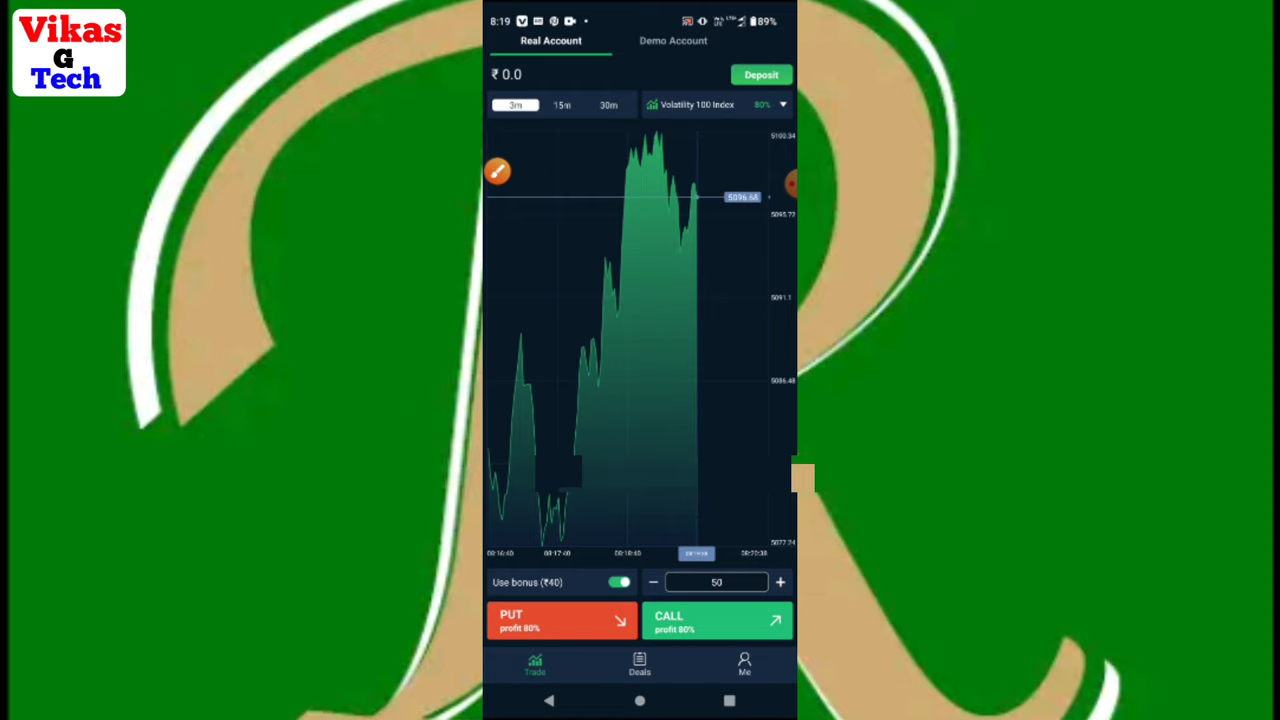 Vikas
G
Tech
8:19
89%
Real Account
Demo Account
₹ 0.0
Deposit
3m
15m
30m
Volatility 100 Index
80%
5100.34
5096.68
5095.72
5091.1
5086.48
5077.24
08:16:40
08:17:40
08:18:40
08:20:38
Use bonus (₹40)
50
PUT
profit 80%
CALL
profit 80%
Trade
Deals
Me